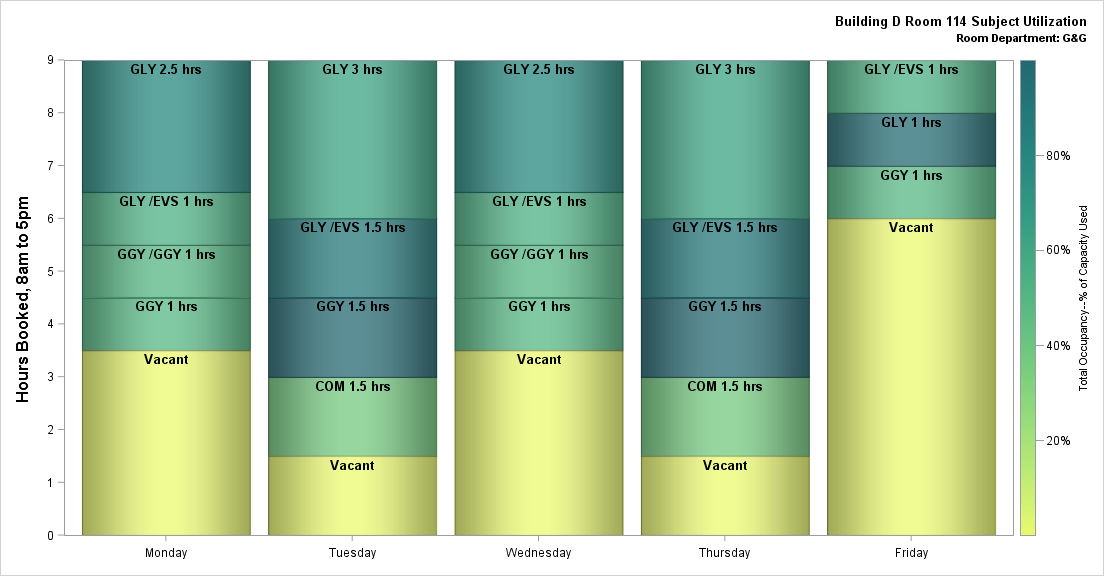 Building D Room 114 Subject Utilization
Room Department: G&G
Hours Booked, 8am to 5pm
9
8
7
6
5
4
3
2
1
0
GLY 2.5 hrs
GLY /EVS 1 hrs
GGY /GGY 1 hrs
GGY 1 hrs
Vacant
Monday
GLY 3 hrs
GLY /EVS 1.5 hrs
GGY 1.5 hrs
COM 1.5 hrs
Vacant
Tuesday
GLY 2.5 hrs
GLY /EVS 1 hrs
GGY /GGY 1 hrs
GGY 1 hrs
Vacant
Wednesday
GLY 3 hrs
GLY /EVS 1.5 hrs
GGY 1.5 hrs
COM 1.5 hrs
Vacant
Thursday
GLY /EVS 1 hrs
GLY 1 hrs
GGY 1 hrs
Vacant
Friday
80%
60%
40%
20%
Total Occupancy--% of Capacity Used